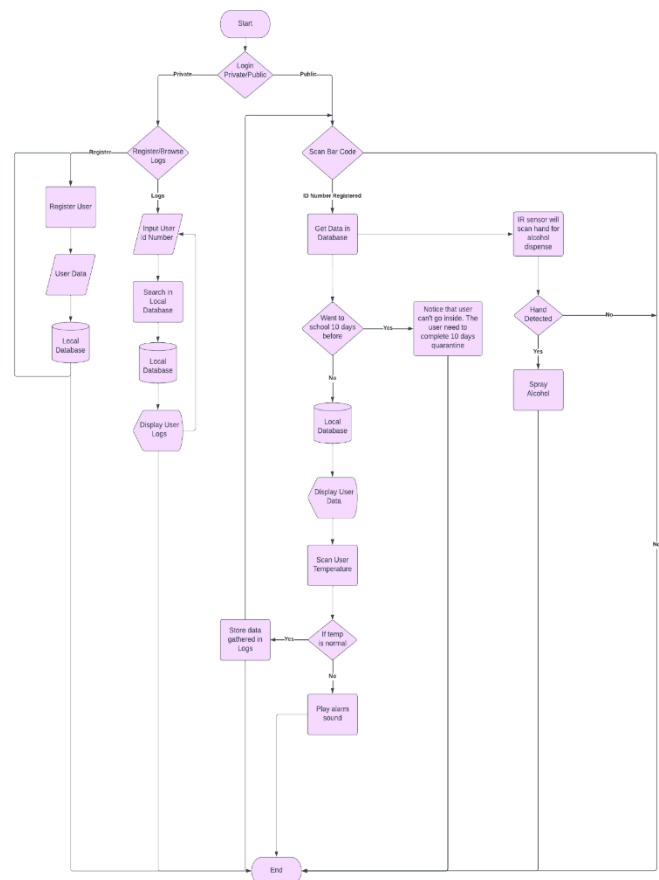 Start
Login
Private/Public
Private
Public
Register/Browse
Logs
Register
Logs
Register User
User Data
Local
Database
Input User
Id Number
Search in
Local
Database
Local
Database
Display User
Logs
Scan Bar Code
ID Number Registered
Get Data in
Database
Went to
school 10 days
before
Yes
Notice that user
can't go inside. The
user need to
complete 10 days
quarantine
No
Local
Database
Display User
Data
Scan User
Temperature
If temp
is normal
Yes
Store data
gathered in
Logs
No
Play alarm
sound
IR sensor will
scan hand for
alcohol
dispense
Hand
Detected
No
Yes
Spray
Alcohol
No
End